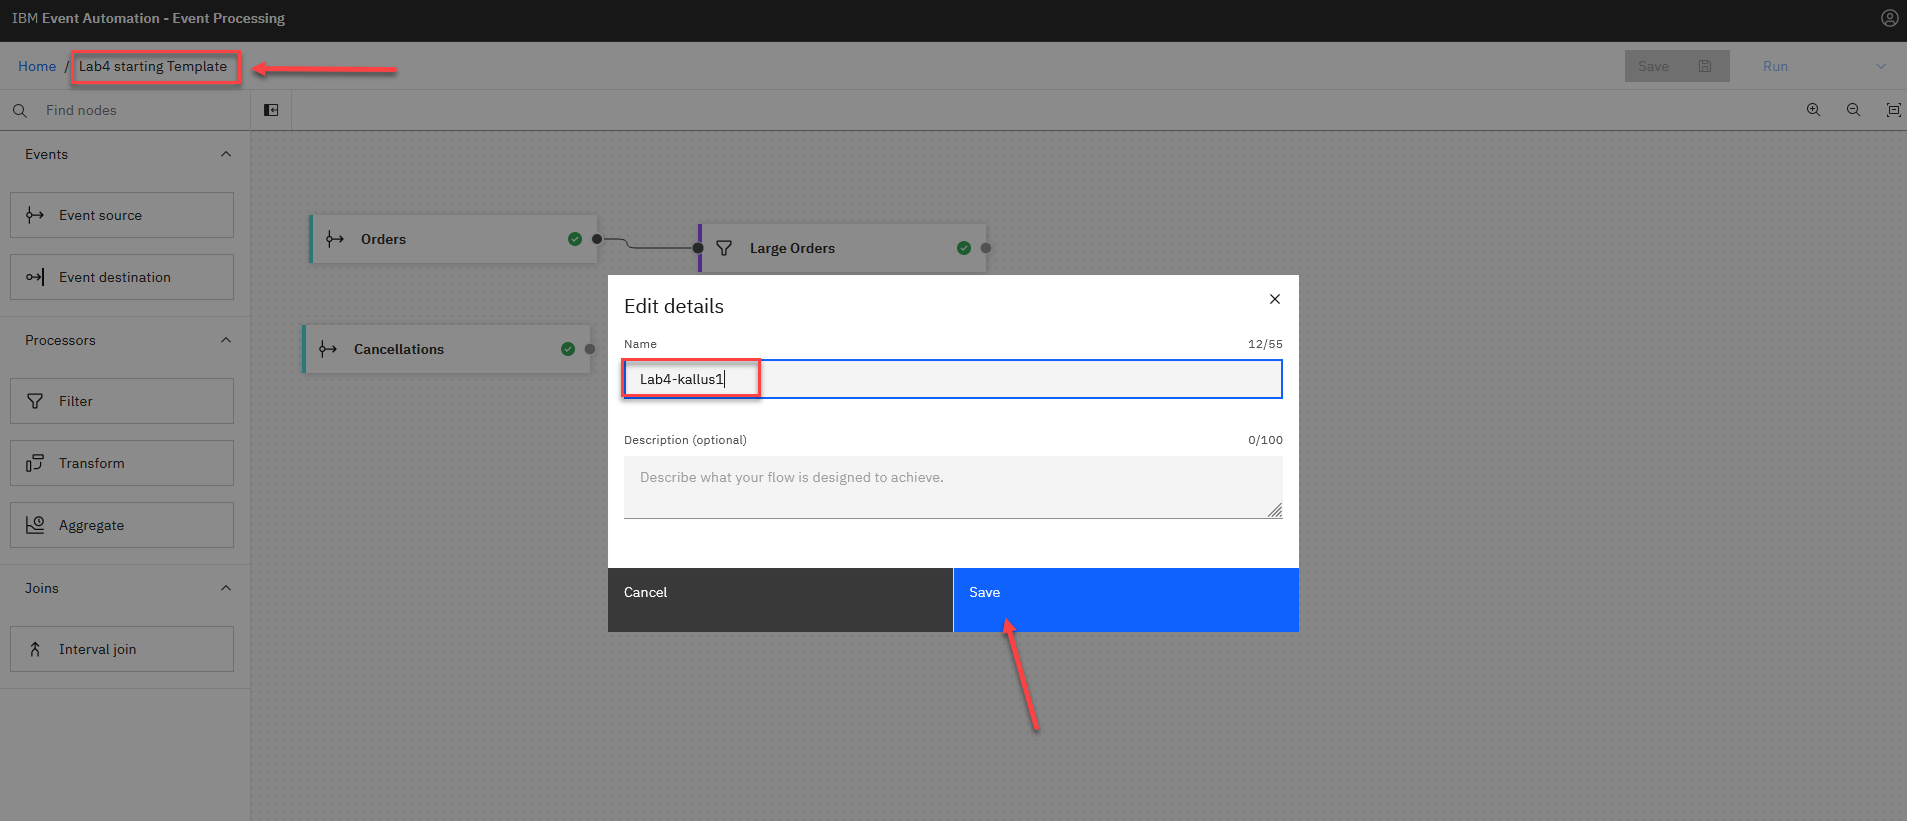 IBM Event Automation - Event Processing
Home / Lab4 starting Template
Save
Run
Find nodes
Events
Event source
Event destination
Processors
Filter
Transform
Aggregate
Joins
Interval join
Orders
Large Orders
Cancellations
Edit details
Name
12/55
Lab4-kallus1
Description (optional)
0/100
Describe what your flow is designed to achieve.
Cancel
Save